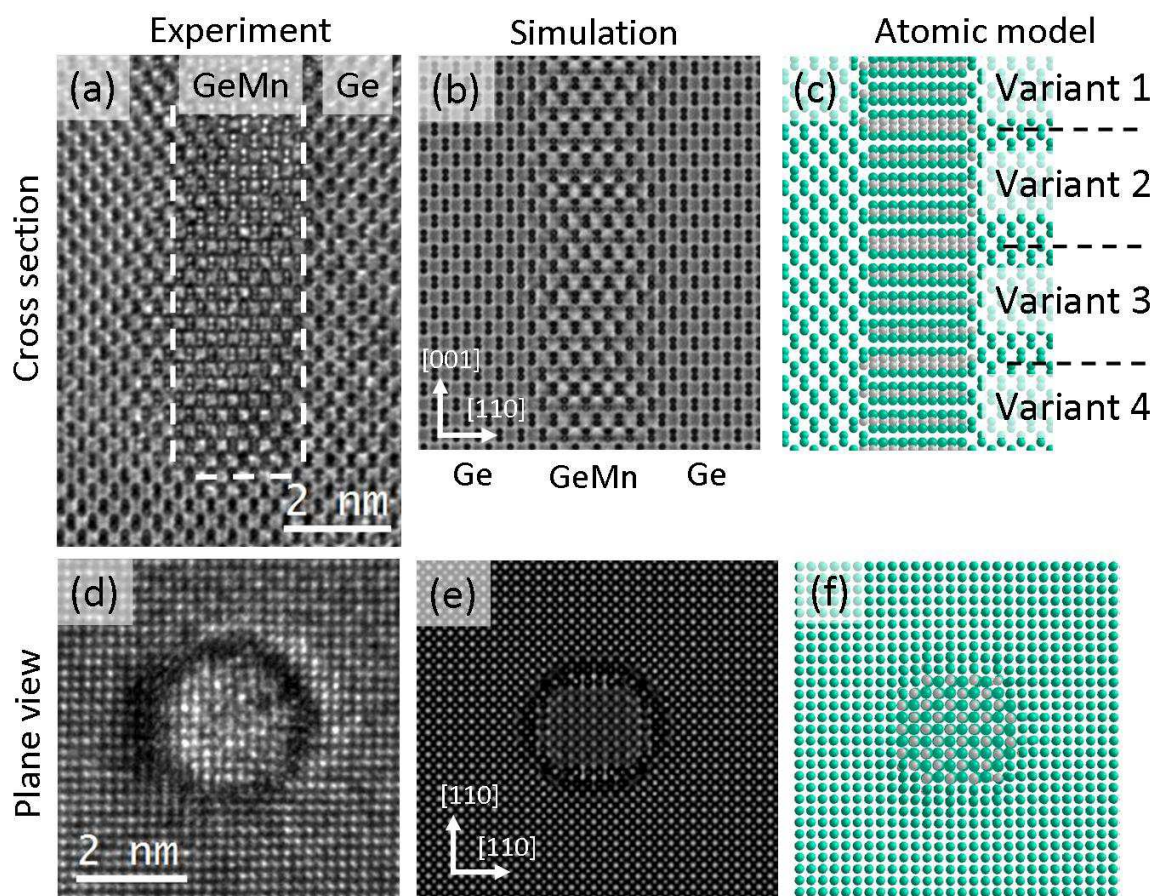 Experiment
Simulation
Atomic model
Cross section
(a)
GeMn
Ge
2 nm
(b)
[001]
[110]
Ge
GeMn
Ge
(c)
Variant 1
Variant 2
Variant 3
Variant 4
Plane view
(d)
2 nm
(e)
[110]
[110]
(f)